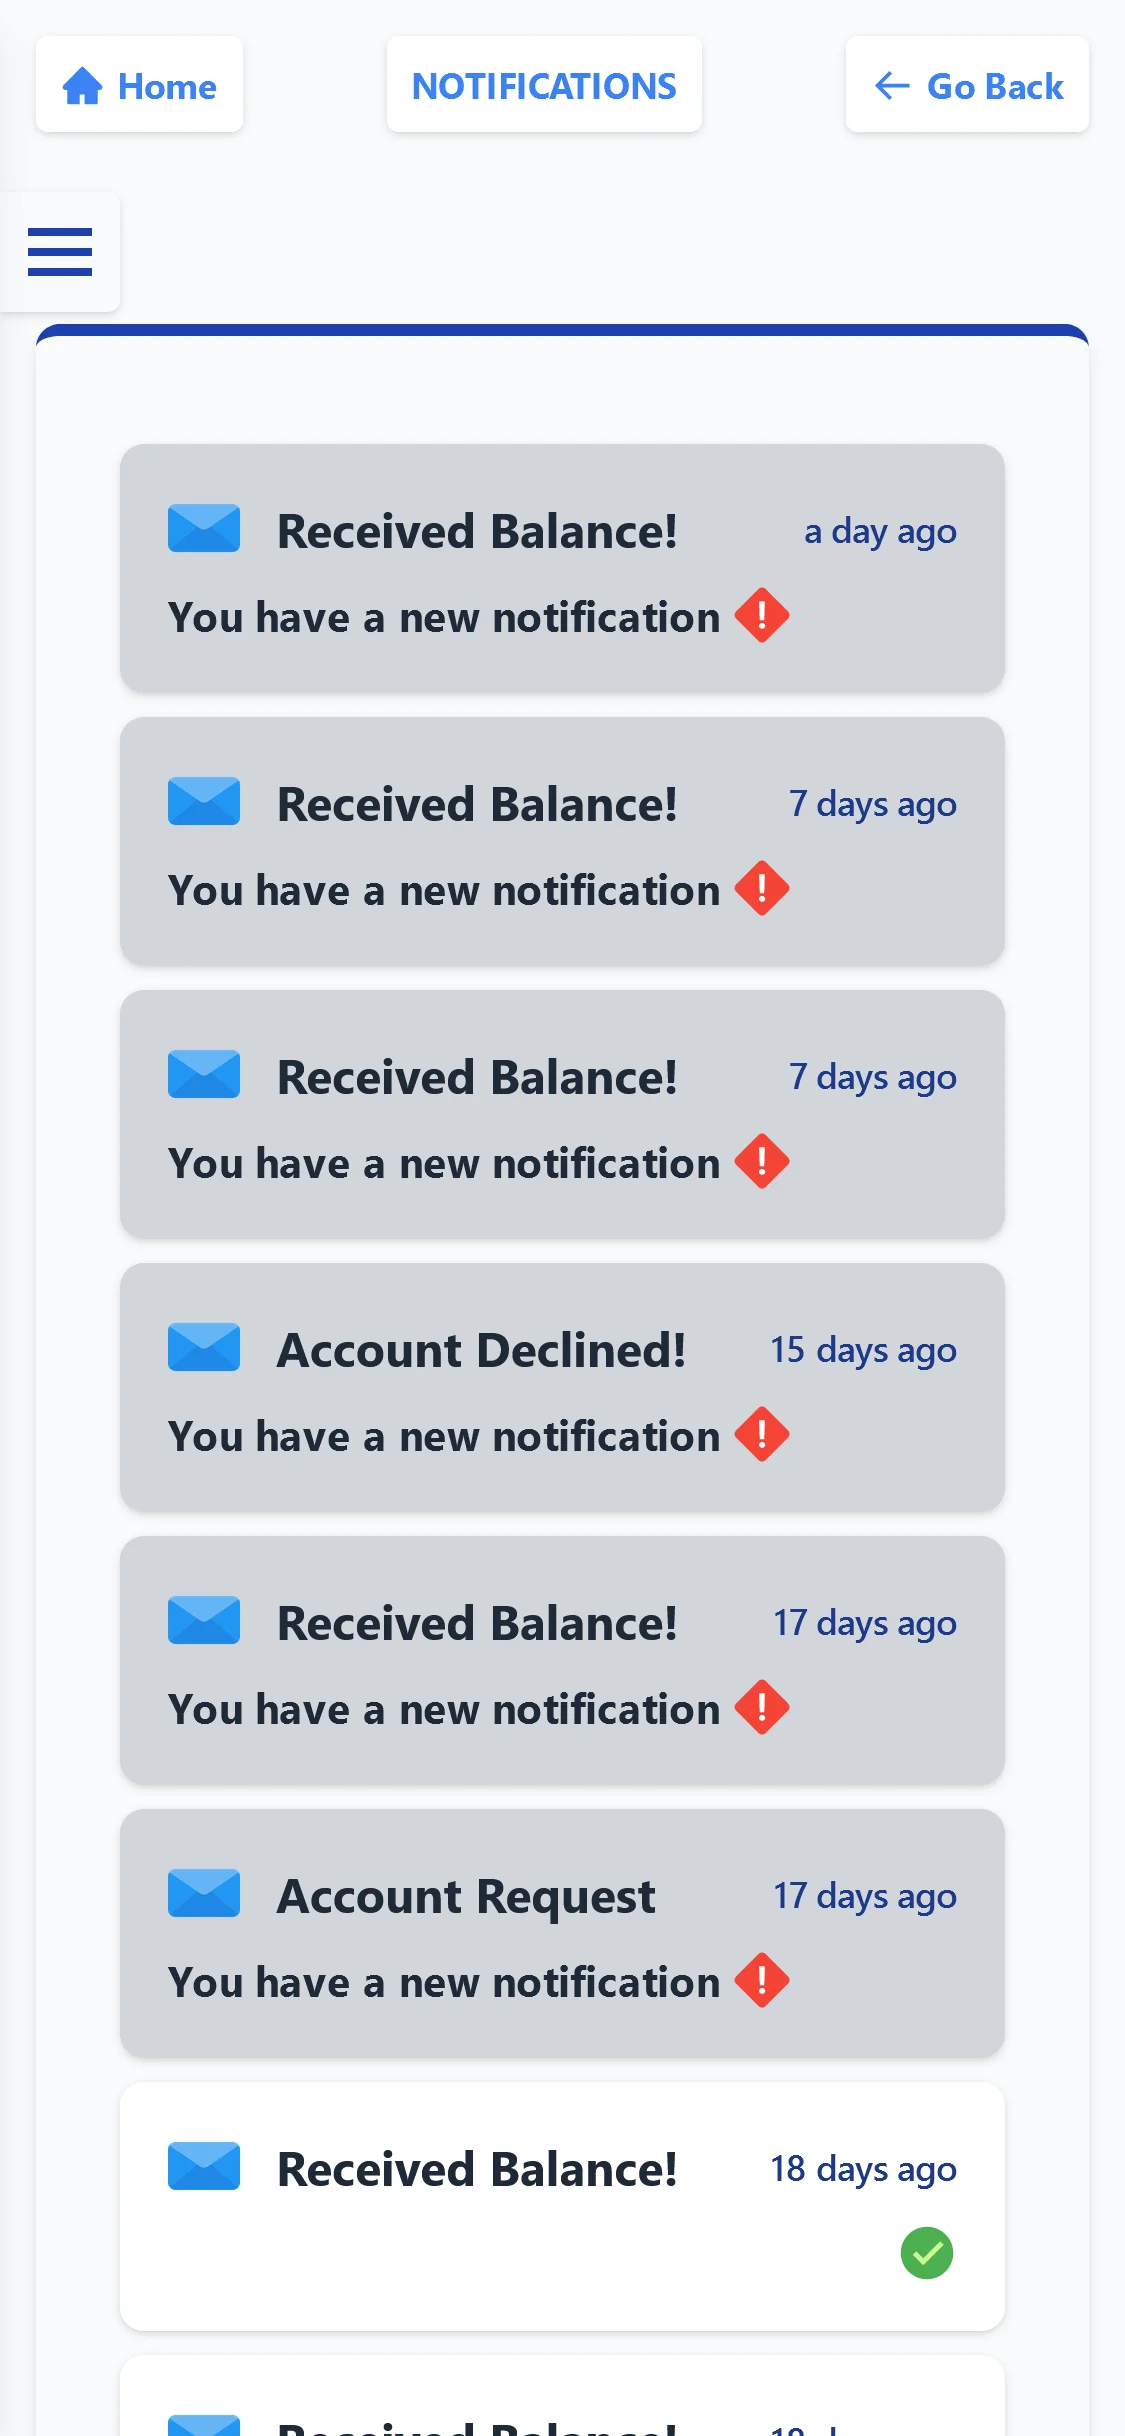 Home
NOTIFICATIONS
Go Back
Received Balance!
a day ago
You have a new notification
Received Balance!
7 days ago
You have a new notification
Received Balance!
7 days ago
You have a new notification
Account Declined!
15 days ago
You have a new notification
Received Balance!
17 days ago
You have a new notification
Account Request
17 days ago
You have a new notification
Received Balance!
18 days ago
Received Balance!